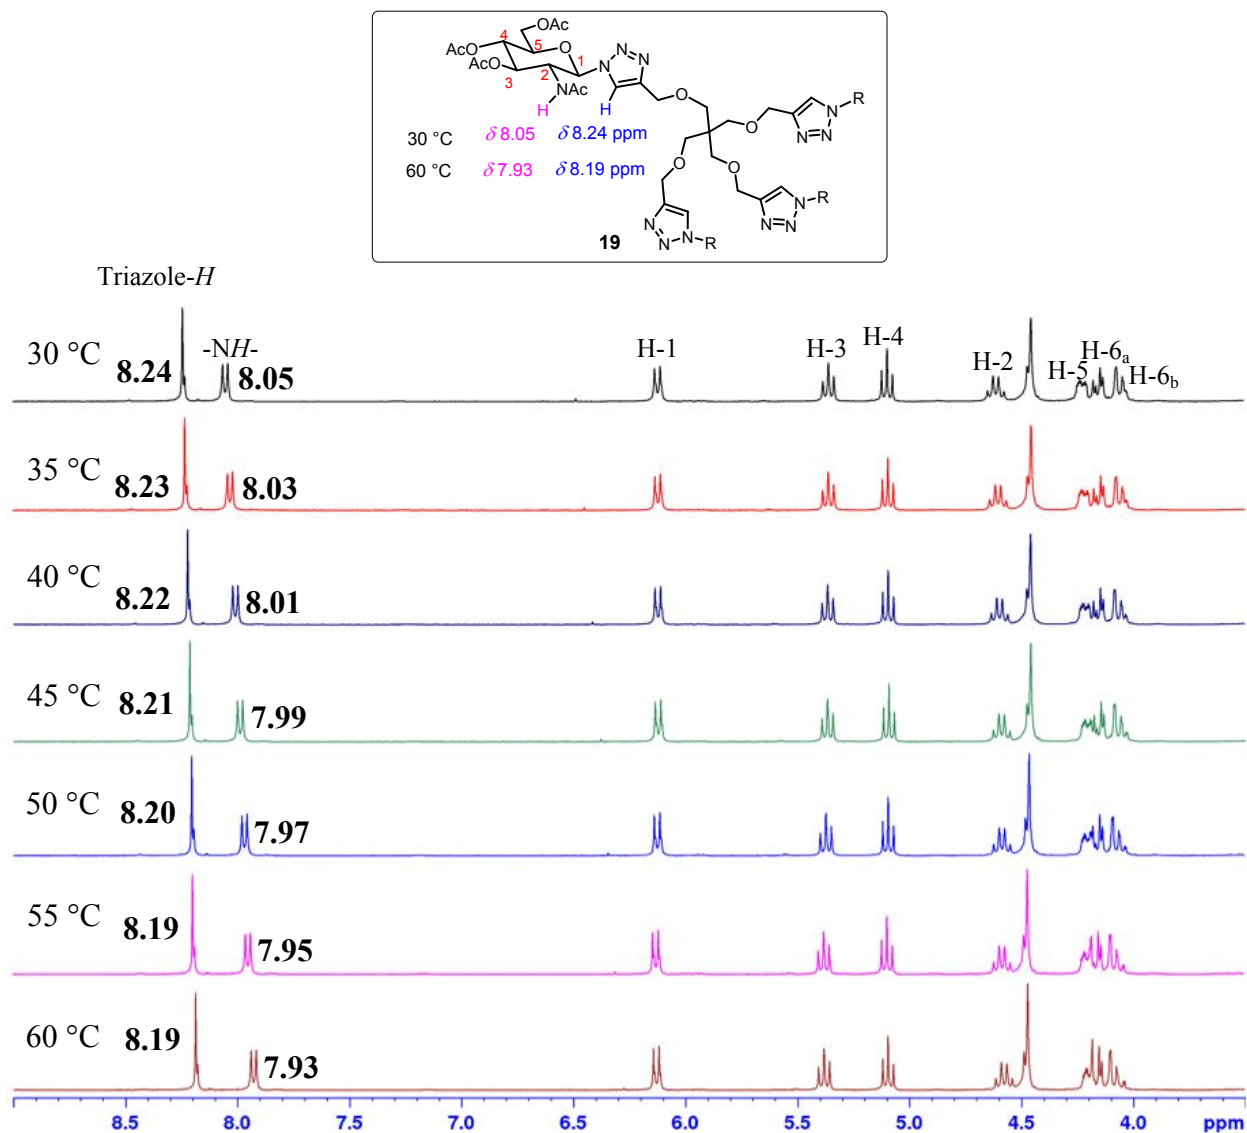 OAc
4
AcO
5
O
AcO
3
2
1
N
N
N
NAc
H
H
O
O
O
O
N
N
N
R
N
N
N
R
N
N
N
R
30 °C δ 8.05 δ 8.24 ppm
60 °C δ 7.93 δ 8.19 ppm
19
Triazole-H
30 °C 8.24 -NH- 8.05 H-1 H-3 H-4 H-2 H-5 H-6a H-6b
35 °C 8.23 8.03
40 °C 8.22 8.01
45 °C 8.21 7.99
50 °C 8.20 7.97
55 °C 8.19 7.95
60 °C 8.19 7.93
8.5 8.0 7.5 7.0 6.5 6.0 5.5 5.0 4.5 4.0 ppm